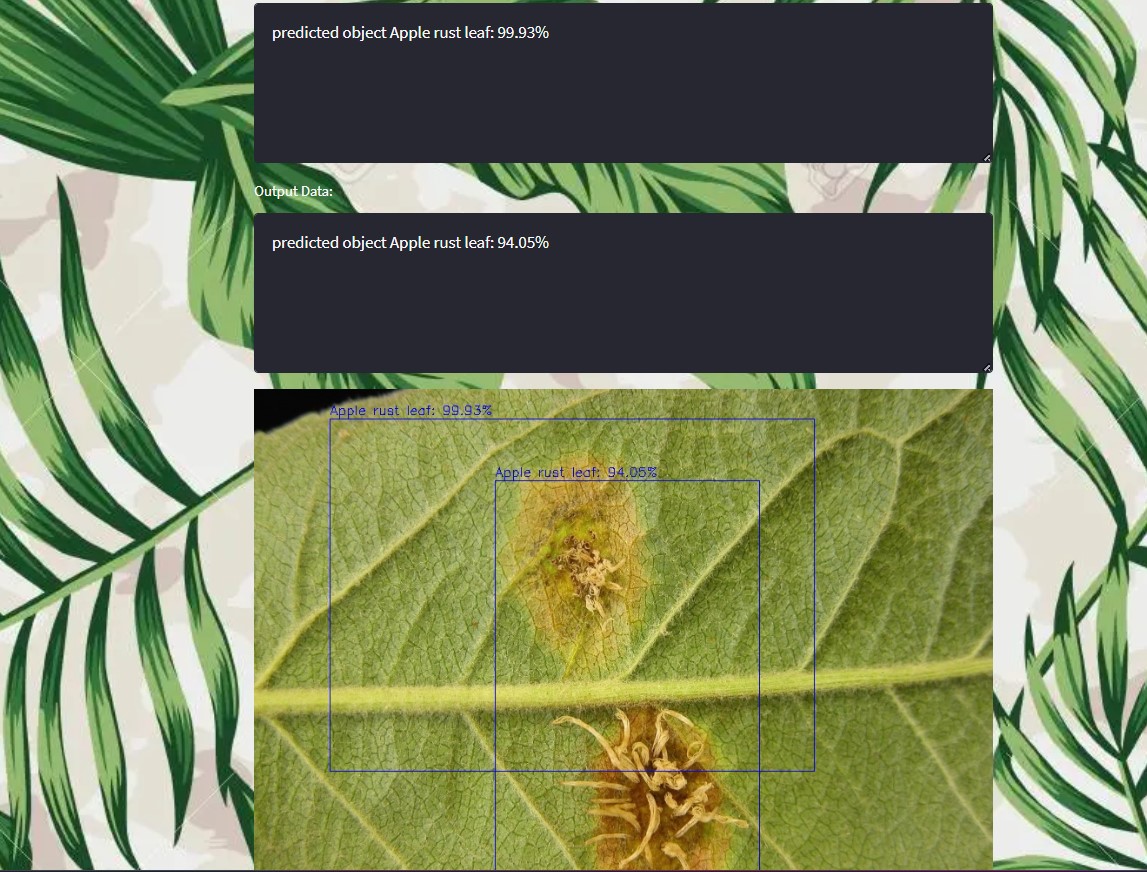 predicted object Apple rust leaf: 99.93%
Output Data:
predicted object Apple rust leaf: 94.05%
Apple rust leaf: 99.93%
Apple rust leaf: 94.05%